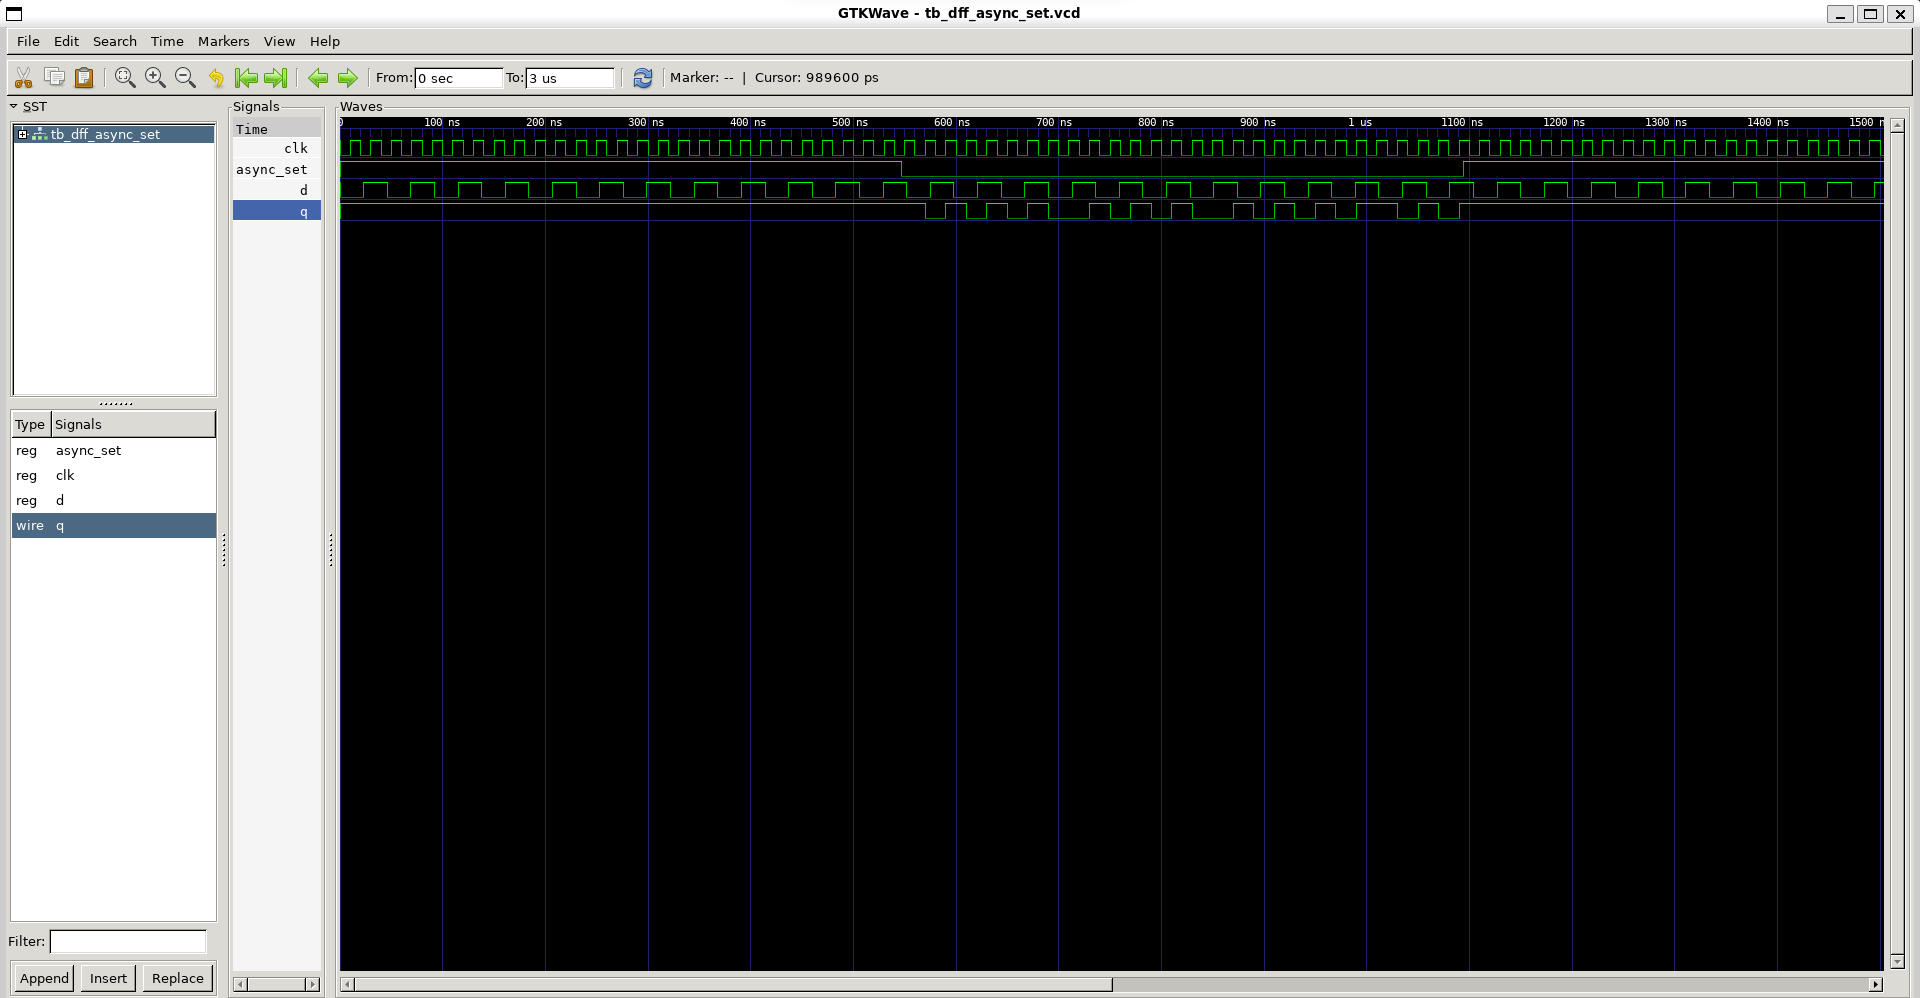 GTKWave - tb_dff_async_set.vcd
File Edit Search Time Markers View Help
From: 0 sec To: 3 us Marker: -- | Cursor: 989600 ps
SST
tb_dff_async_set
Type Signals
reg async_set
reg clk
reg d
wire q
Filter:
Append Insert Replace
Signals
Time
clk
async_set
d
q
Waves
0 100 ns 200 ns 300 ns 400 ns 500 ns 600 ns 700 ns 800 ns 900 ns 1 us 1100 ns 1200 ns 1300 ns 1400 ns 1500 n